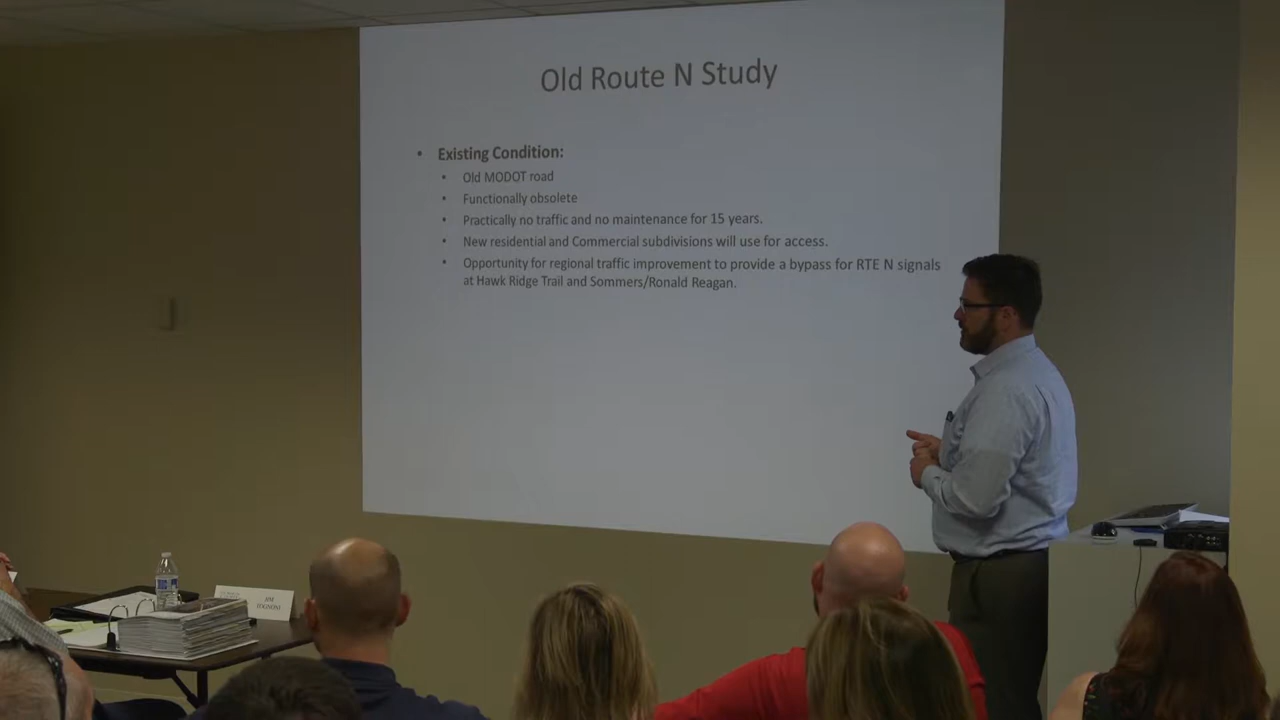 Old Route N Study
• Existing Condition:
• Old MODOT road
• Functionally obsolete
• Practically no traffic and no maintenance for 15 years.
• New residential and Commercial subdivisions will use for access.
• Opportunity for regional traffic improvement to provide a bypass for RTE N signals
at Hawk Ridge Trail and Sommers/Ronald Reagan.
JIM